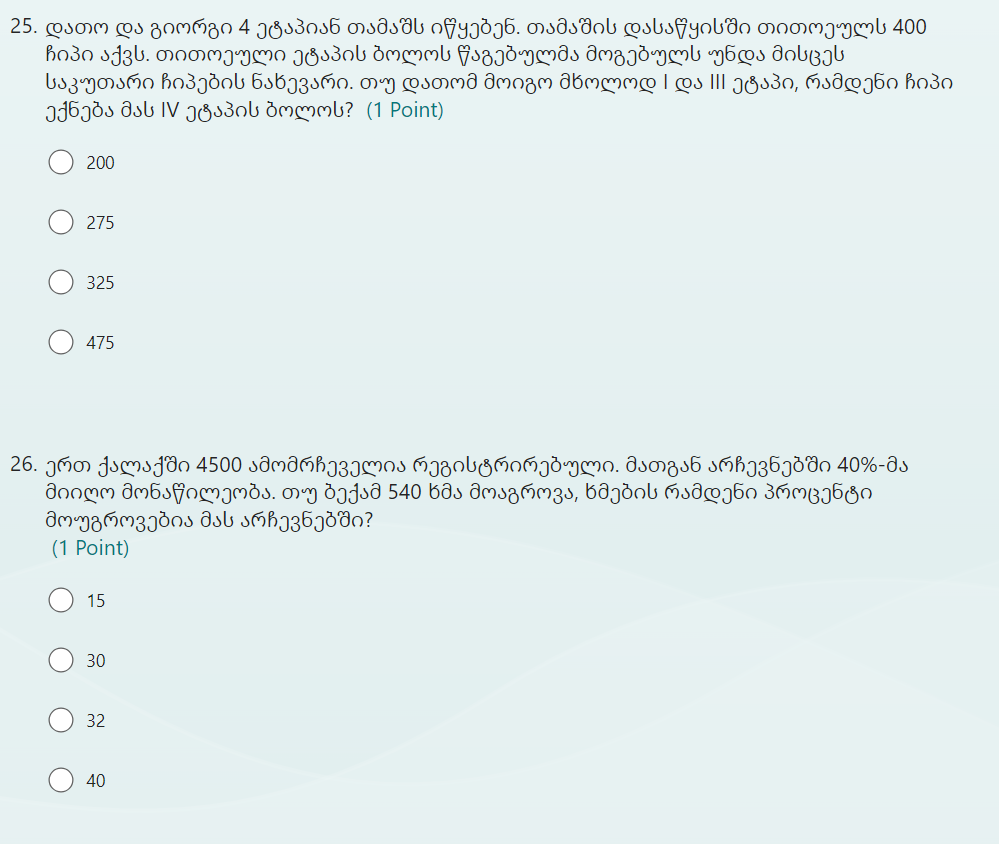 25. დათო და გიორგი 4 ეტაპიან თამაშს იწყებენ. თამაშის დასაწყისში თითოეულს 400
ჩიპი აქვს. თითოეული ეტაპის ბოლოს წაგებულმა მოგებულს უნდა მისცეს
საკუთარი ჩიპების ნახევარი. თუ დათომ მოიგო მხოლოდ I და III ეტაპი, რამდენი ჩიპი
ექნება მას IV ეტაპის ბოლოს? (1 Point)
200
275
325
475
26. ერთ ქალაქში 4500 ამომრჩეველია რეგისტრირებული. მათგან არჩევნებში 40%-მა
მიიღო მონაწილეობა. თუ ბექამ 540 ხმა მოაგროვა, ხმების რამდენი პროცენტი
მოუგროვებია მას არჩევნებში?
(1 Point)
15
30
32
40